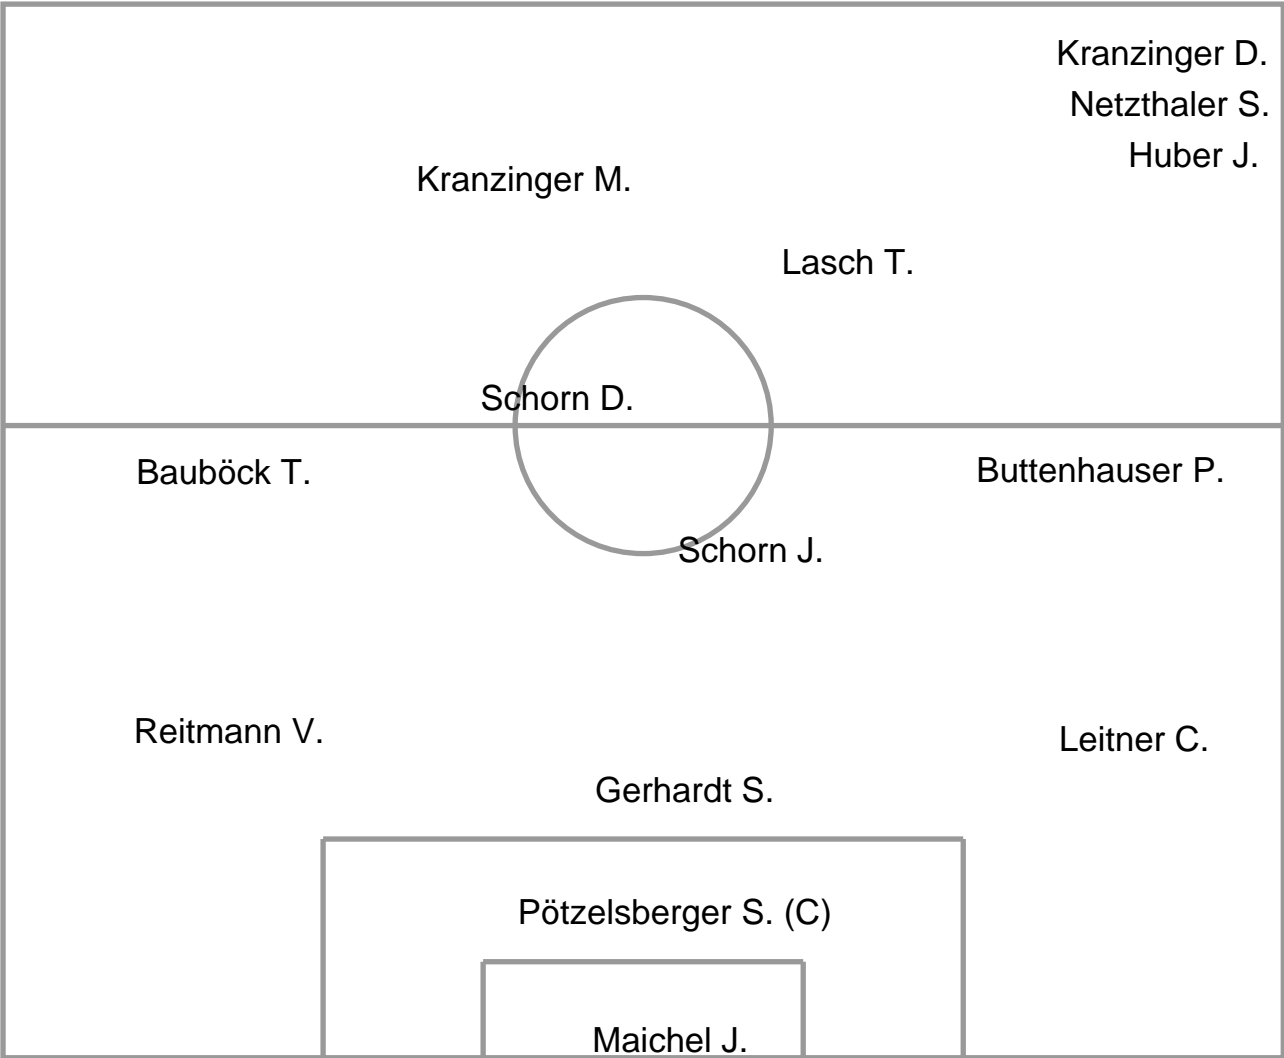 Kranzinger D.
Netzthaler S.
Huber J.
Kranzinger M.
Lasch T.
Schorn D.
Bauböck T.
Buttenhauser P.
Schorn J.
Reitmann V.
Leitner C.
Gerhardt S.
Pötzelsberger S. (C)
Maichel J.